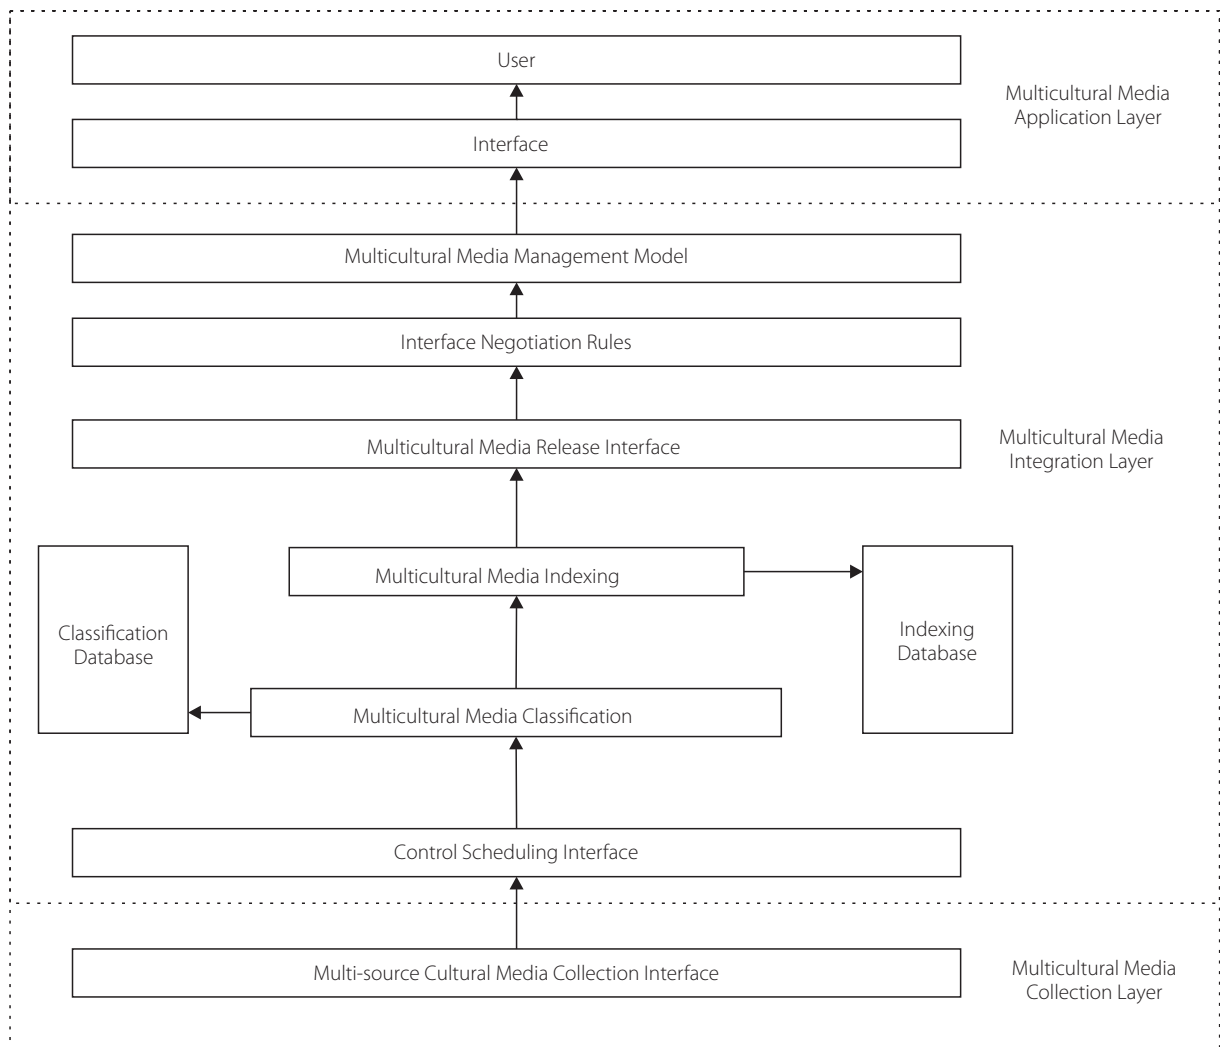 User
Multicultural Media
Application Layer
Interface
Multicultural Media Management Model
Interface Negotiation Rules
Multicultural Media Release Interface
Multicultural Media
Integration Layer
Multicultural Media Indexing
Classification
Database
Indexing
Database
Multicultural Media Classification
Control Scheduling Interface
Multi-source Cultural Media Collection Interface
Multicultural Media
Collection Layer